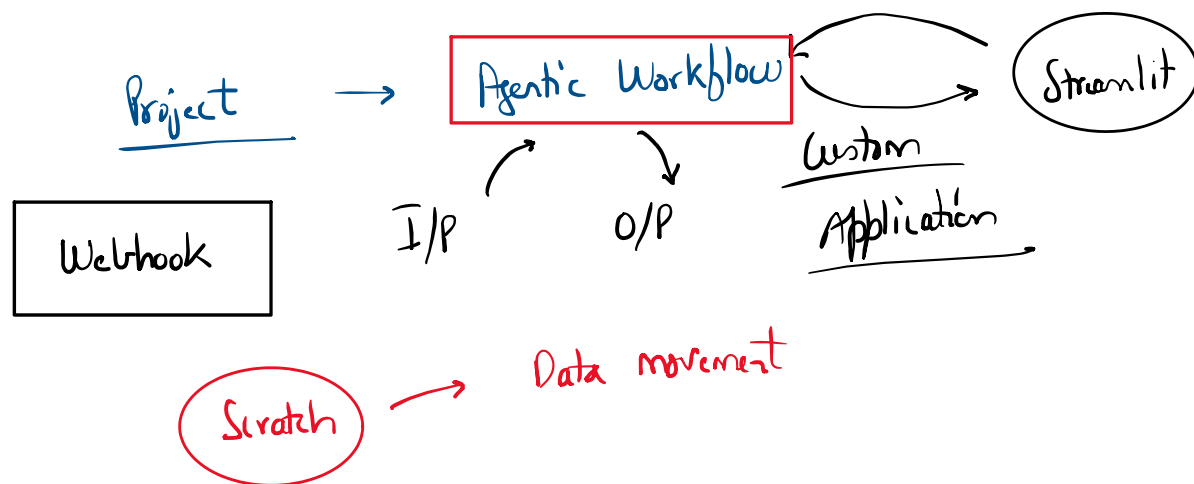 Project → Agentic Workflow
Streamlit
Custom
Application
I/P
O/P
Webhook
Scratch → Data movement